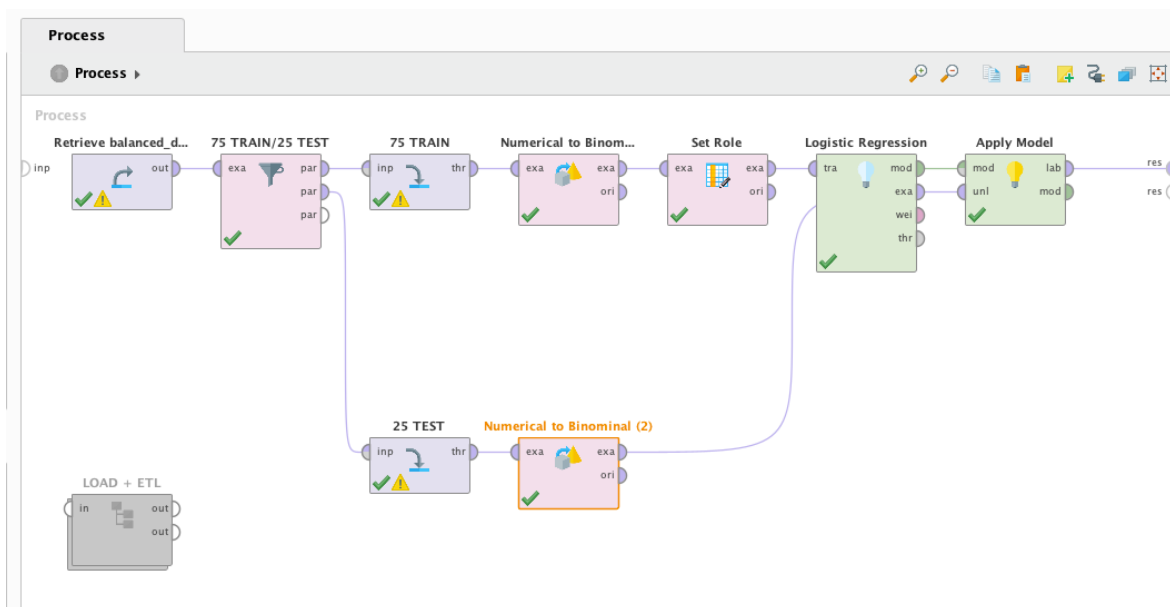 Process
Process
Process
Retrieve balanced_d...
75 TRAIN/25 TEST
75 TRAIN
Numerical to Binom...
Set Role
Logistic Regression
Apply Model
inp
out
exa
par
par
par
inp
thr
exa
exa
ori
exa
exa
ori
tra
mod
exa
wei
thr
mod
unl
lab
mod
res
res
25 TEST
Numerical to Binominal (2)
inp
thr
exa
exa
ori
LOAD + ETL
in
out
out